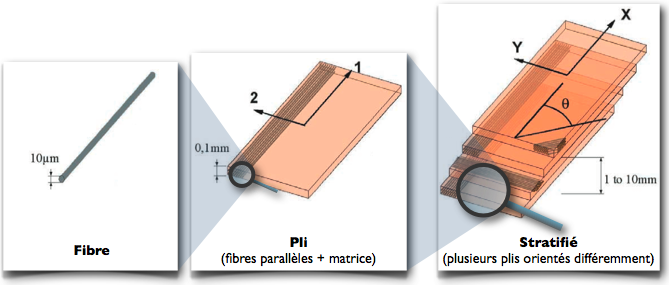 10µm
Fibre
1
2
0,1mm
Pli
(fibres parallèles + matrice)
X
Y
θ
1 to 10mm
Stratifié
(plusieurs plis orientés différemment)